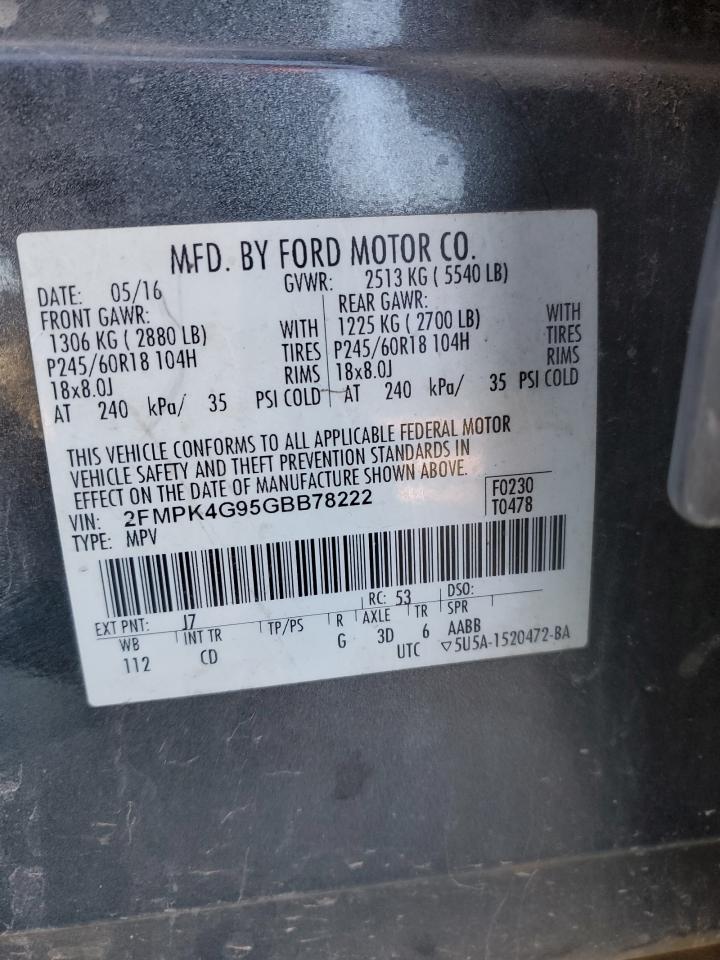 MFD. BY FORD MOTOR CO.
DATE: 05/16 GVWR: 2513 KG ( 5540 LB)
FRONT GAWR: REAR GAWR:
1306 KG ( 2880 LB) WITH 1225 KG ( 2700 LB) WITH
P245/60R18 104H TIRES P245/60R18 104H TIRES
18x8.0J RIMS 18x8.0J RIMS
AT 240 kPa/ 35 PSI COLD AT 240 kPa/ 35 PSI COLD
THIS VEHICLE CONFORMS TO ALL APPLICABLE FEDERAL MOTOR
VEHICLE SAFETY AND THEFT PREVENTION STANDARDS IN
EFFECT ON THE DATE OF MANUFACTURE SHOWN ABOVE.
VIN: 2FMPK4G95GBB78222 F0230
TYPE: MPV T0478
EXT PNT: J7 RC: 53 DSO:
WB INT TR TP/PS R AXLE TR SPR
112 CD G 3D 6 AABB
UTC ▽5U5A-1520472-BA